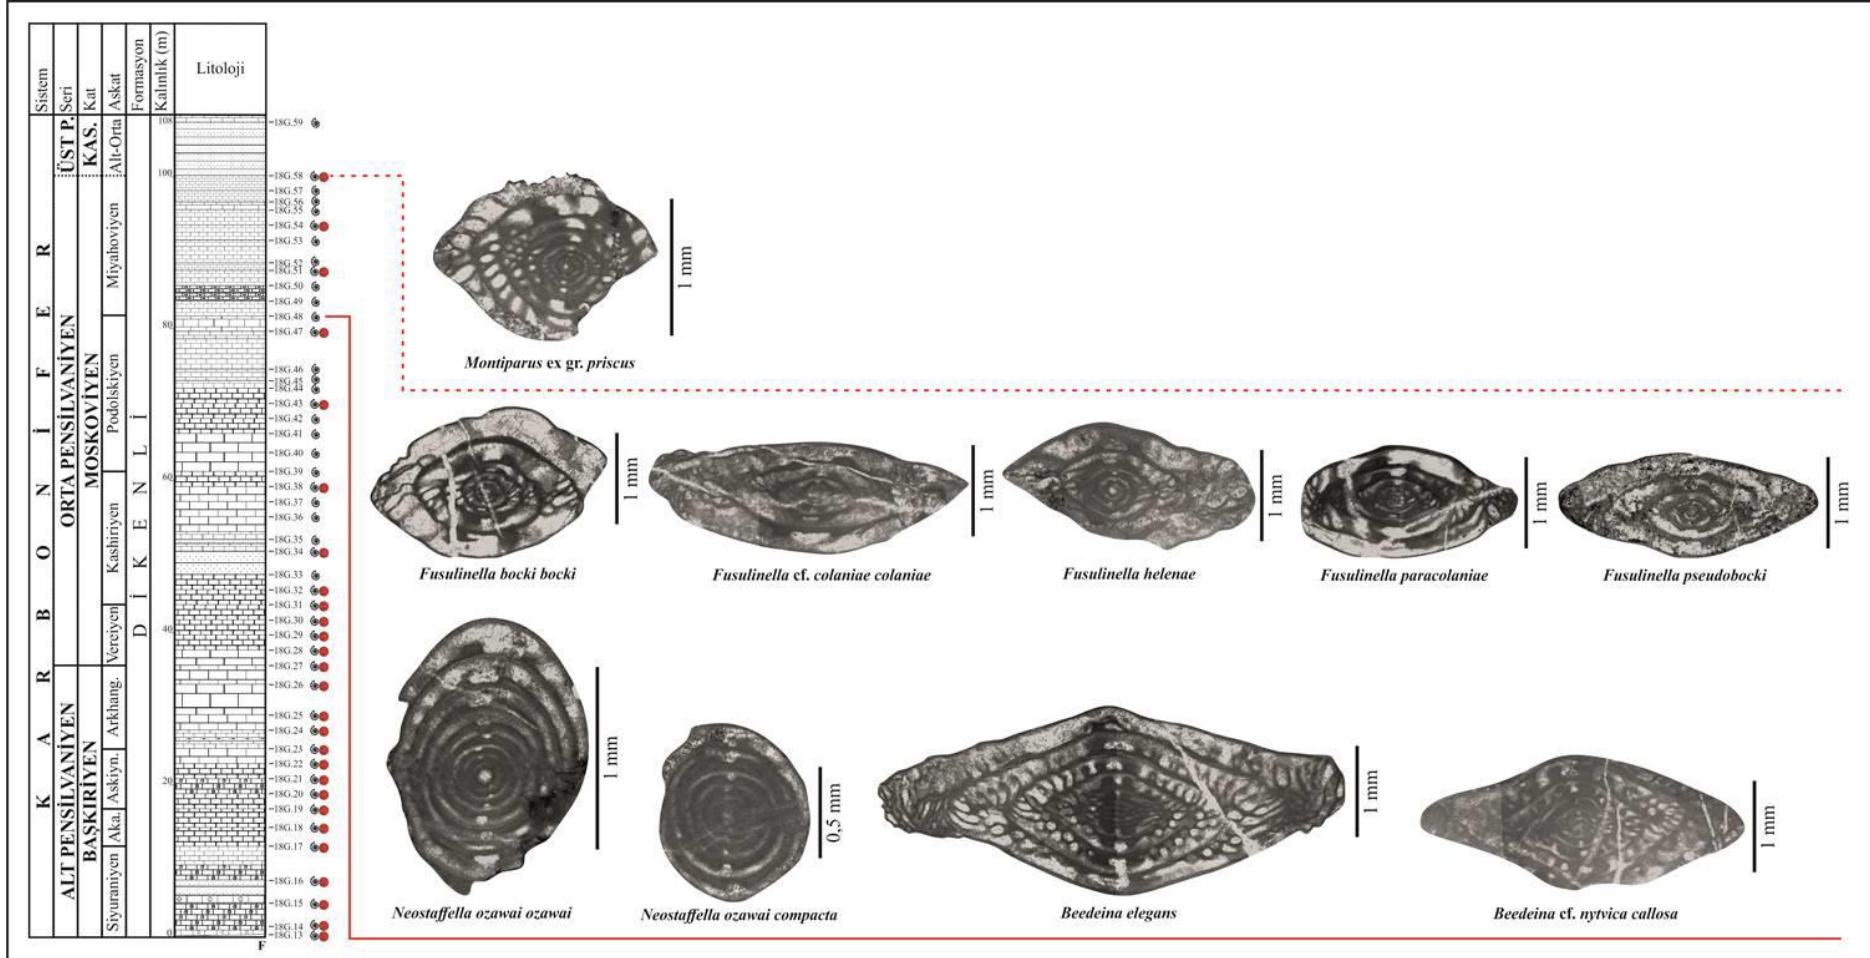 Sistem
Seri
Kat
Askat
Formasyon
Kalınlık (m)
Litoloji
KARBONİFER
ÜST P.
ORTA PENSİLVANİYEN
ALT PENSİLVANİYEN
KAS.
MOSKOVİYEN
BAŞKIRİYEN
Alt-Orta
Miyahoviyen
Podolskiyen
Kashiriyen
Vereiyen
Arkhang.
Askiyn.
Aka.
Siyuraniyen
DİKENLİ
108
100
80
60
40
20
0
F
18G.59
18G.58
18G.57
18G.56
18G.55
18G.54
18G.53
18G.52
18G.51
18G.50
18G.49
18G.48
18G.47
18G.46
18G.45
18G.44
18G.43
18G.42
18G.41
18G.40
18G.39
18G.38
18G.37
18G.36
18G.35
18G.34
18G.33
18G.32
18G.31
18G.30
18G.29
18G.28
18G.27
18G.26
18G.25
18G.24
18G.23
18G.22
18G.21
18G.20
18G.19
18G.18
18G.17
18G.16
18G.15
18G.14
18G.13
1 mm
Montiparus ex gr. priscus
1 mm
1 mm
1 mm
1 mm
1 mm
Fusulinella bocki bocki
Fusulinella cf. colaniae colaniae
Fusulinella helenae
Fusulinella paracolaniae
Fusulinella pseudobocki
1 mm
0,5 mm
1 mm
1 mm
Neostaffella ozawai ozawai
Neostaffella ozawai compacta
Beedeina elegans
Beedeina cf. nytvica callosa